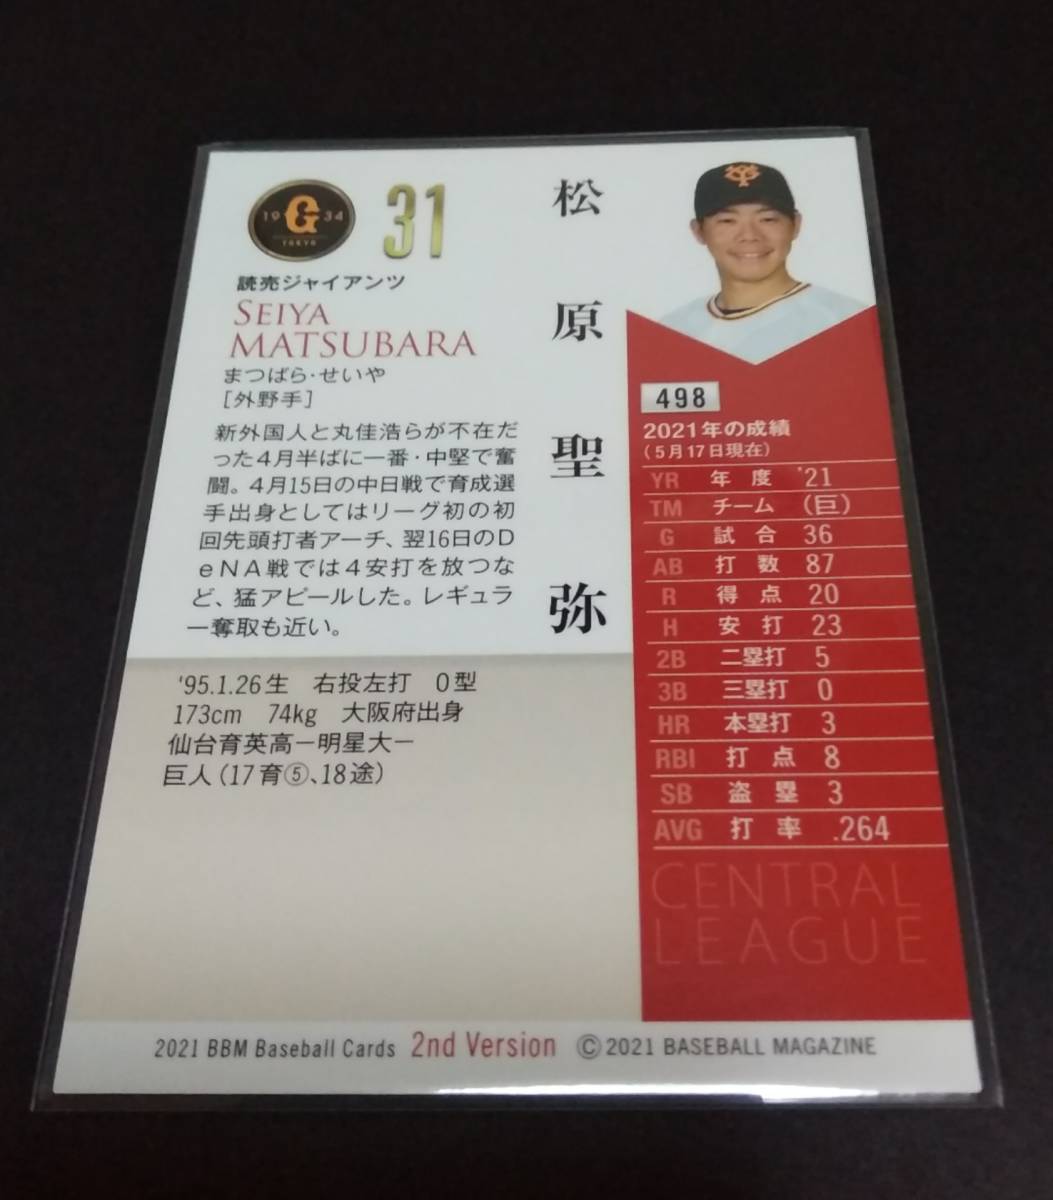 19 G 34
TOKYO
31
読売ジャイアンツ
SEIYA
MATSUBARA
まつばら・せいや
[外野手]
松原聖弥
新外国人と丸佳浩らが不在だ
った4月半ばに一番・中堅で奮
闘。4月15日の中日戦で育成選
手出身としてはリーグ初の初
回先頭打者アーチ、翌16日のD
eNA戦では4安打を放つな
ど、猛アピールした。レギュラ
ー奪取も近い。
'95.1.26生 右投左打 O型
173cm 74kg 大阪府出身
仙台育英高ー明星大ー
巨人(17育⑤、18途)
YG
498
2021年の成績
(5月17日現在)
YR 年度 '21
TM チーム (巨)
G 試合 36
AB 打数 87
R 得点 20
H 安打 23
2B 二塁打 5
3B 三塁打 0
HR 本塁打 3
RBI 打点 8
SB 盗塁 3
AVG 打率 .264
CENTRAL
LEAGUE
2021 BBM Baseball Cards 2nd Version ©2021 BASEBALL MAGAZINE